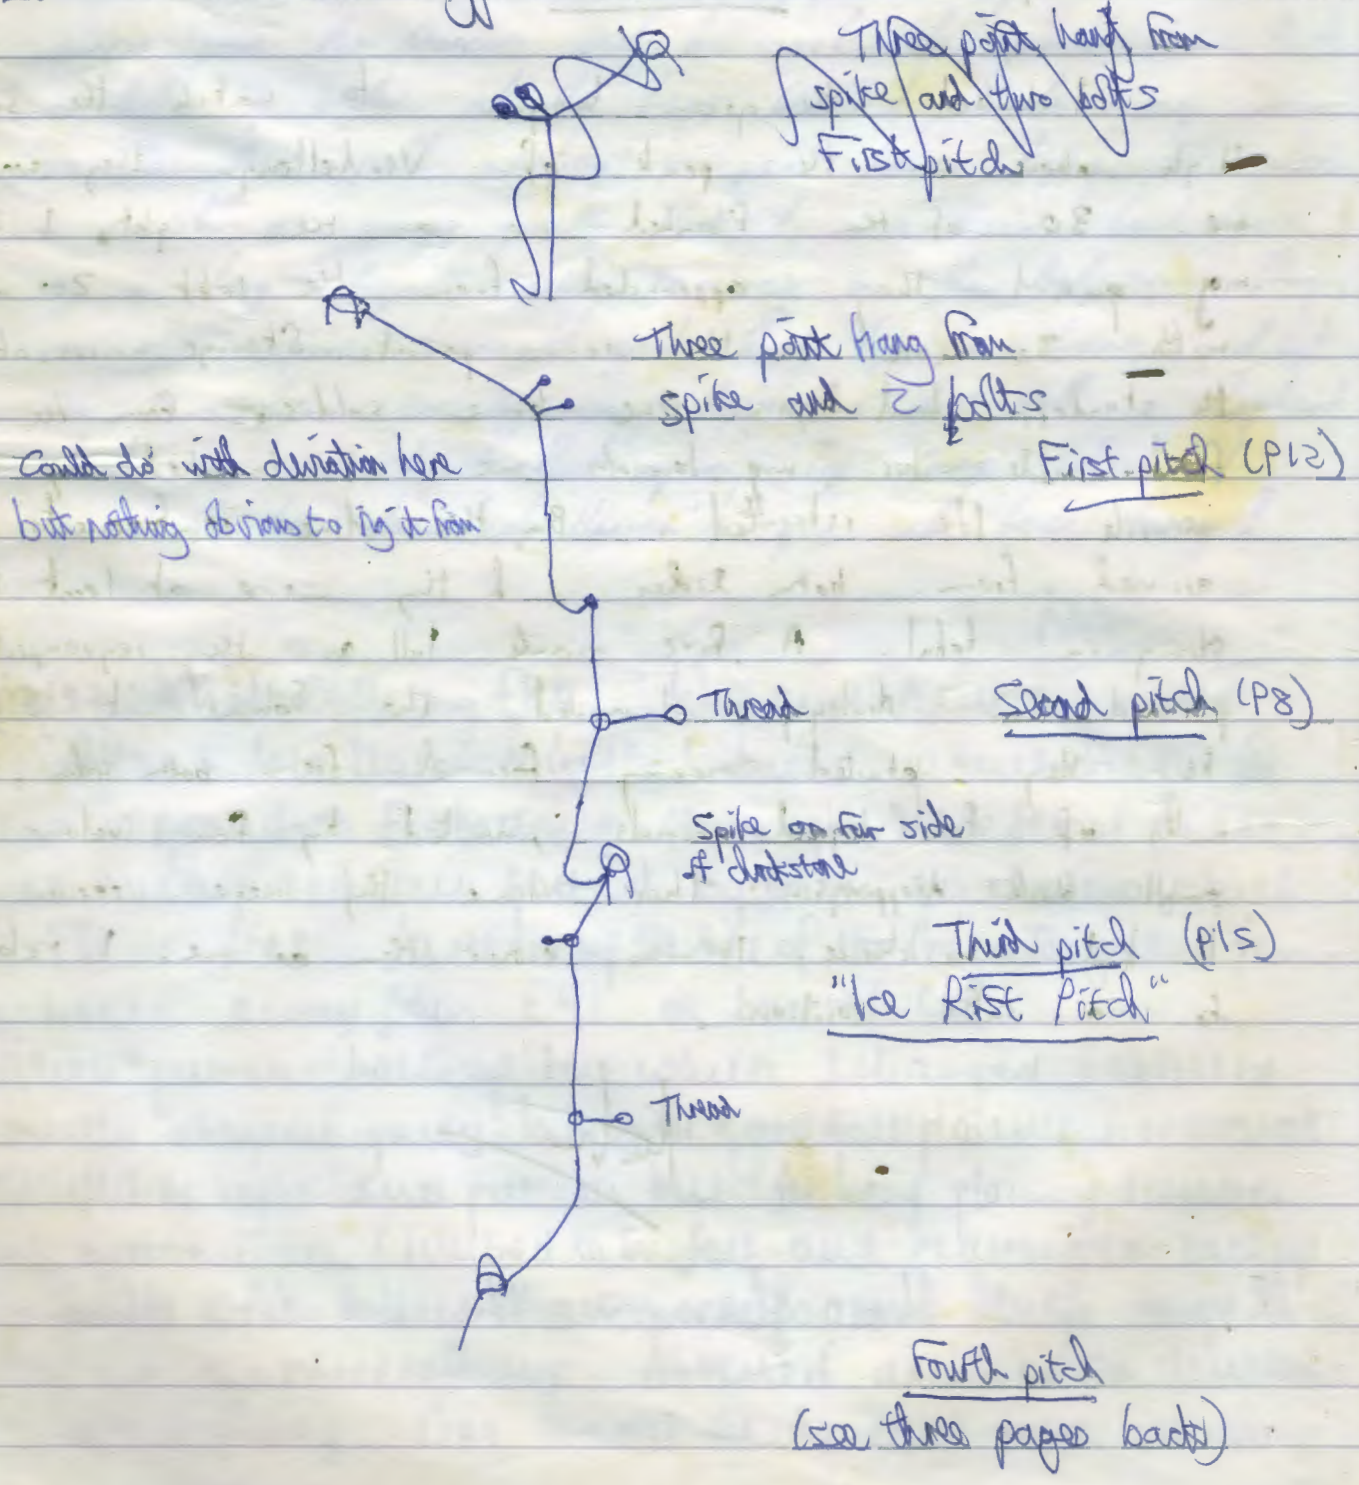 Three point hang from
spike and two bolts
First pitch
Three point hang from
spike and 2 bolts
First pitch (P12)
Could do with deviation here
but nothing obvious to rig it from
Thread
Second pitch (P8)
Spike on far side
of chockstone
Third pitch (P15)
"Ice Rist Pitch"
Thread
Fourth pitch
(see three pages back)